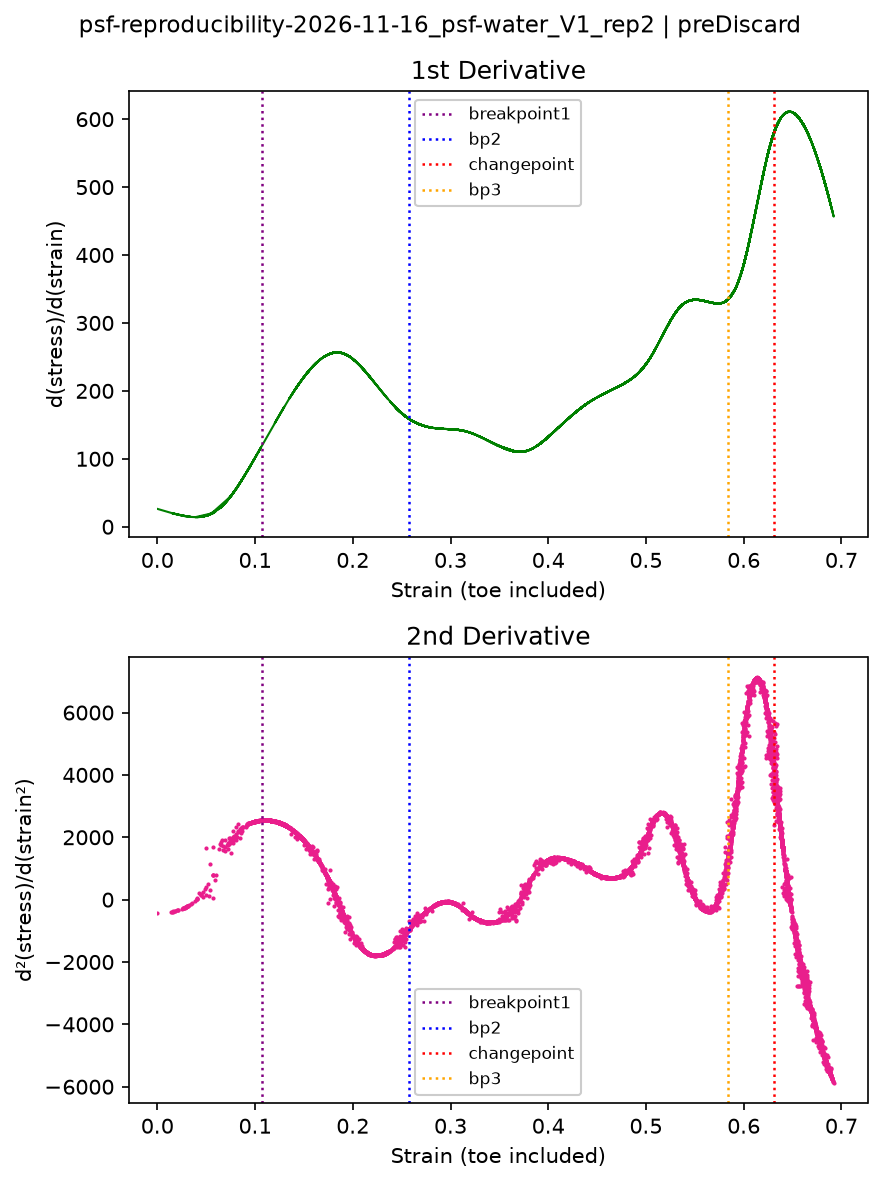 psf-reproducibility-2026-11-16_psf-water_V1_rep2 | preDiscard
1st Derivative
d(stress)/d(strain)
600
500
400
300
200
100
0
breakpoint1
bp2
changepoint
bp3
0.0 0.1 0.2 0.3 0.4 0.5 0.6 0.7
Strain (toe included)
2nd Derivative
d²(stress)/d(strain²)
6000
4000
2000
0
−2000
−4000
−6000
breakpoint1
bp2
changepoint
bp3
0.0 0.1 0.2 0.3 0.4 0.5 0.6 0.7
Strain (toe included)